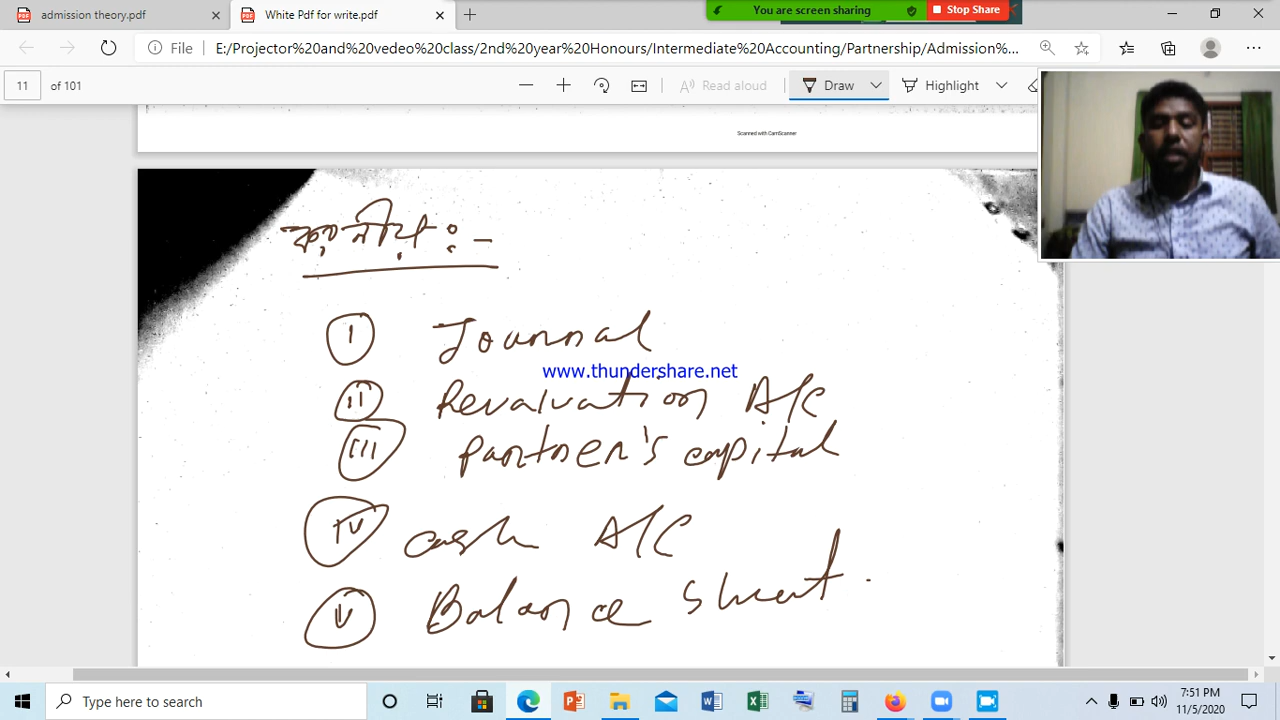 admission theory.pdf
White Pdf for write.pdf
You are screen sharing
Stop Share
File
E:/Projector%20and%20vedeo%20class/2nd%20year%20Honours/Intermediate%20Accounting/Partnership/Admission%...
11 of 101
Read aloud
Draw
Highlight
Scanned with CamScanner
করণীয় :-
I Journal
www.thundershare.net
II Revaluation A/C
III Partner's capital
IV cash A/C
V Balance sheet.
Type here to search
7:51 PM
11/5/2020